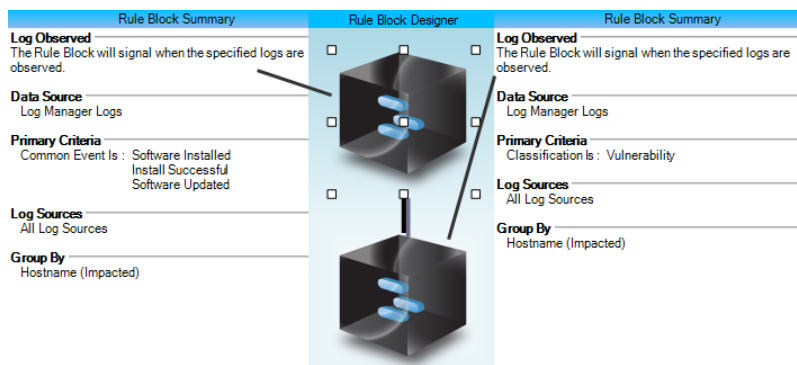 Rule Block Summary
Log Observed
The Rule Block will signal when the specified logs are
observed.
Data Source
Log Manager Logs
Primary Criteria
Common Event Is : Software Installed
Install Successful
Software Updated
Log Sources
All Log Sources
Group By
Hostname (Impacted)
Rule Block Designer
Rule Block Summary
Log Observed
The Rule Block will signal when the specified logs are
observed.
Data Source
Log Manager Logs
Primary Criteria
Classification Is : Vulnerability
Log Sources
All Log Sources
Group By
Hostname (Impacted)